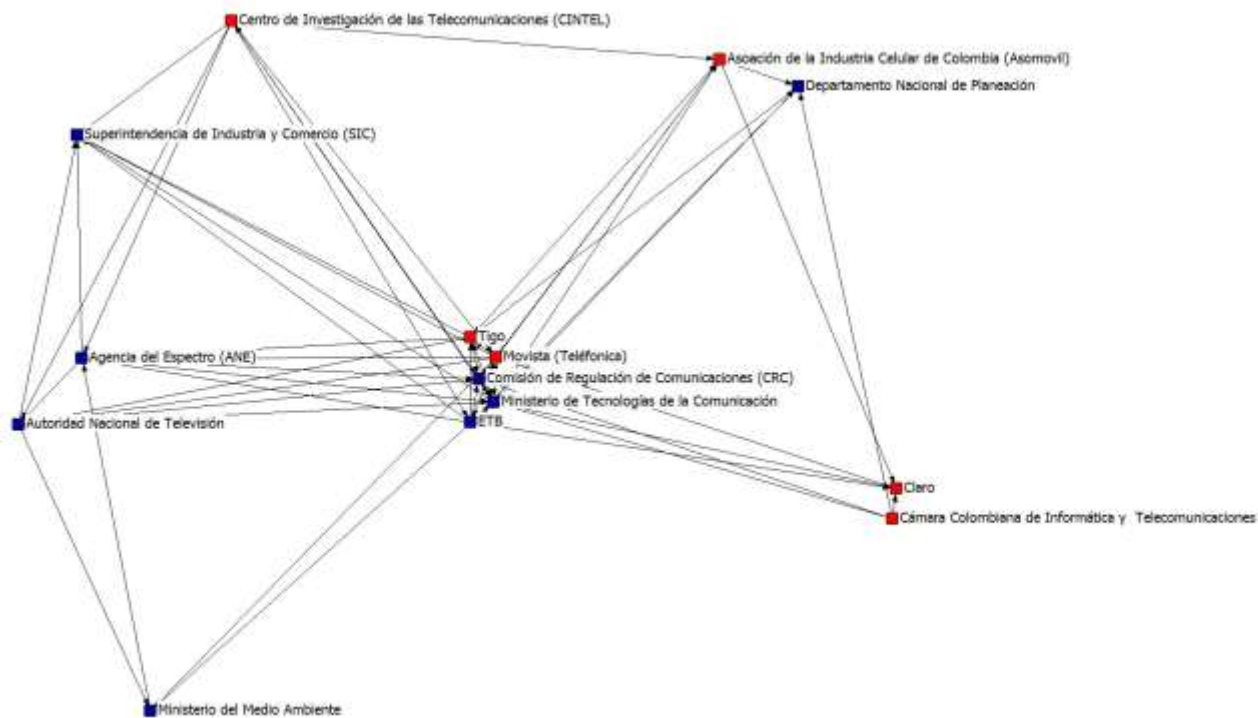 Centro de Investigación de las Telecomunicaciones (CINTEL)
Asoación de la Industria Celular de Colombia (Asomovil)
Departamento Nacional de Planeación
Superintendencia de Industria y Comercio (SIC)
Tigo
Movista (Teléfonica)
Agencia del Espectro (ANE)
Comisión de Regulación de Comunicaciones (CRC)
Ministerio de Tecnologías de la Comunicación
Autoridad Nacional de Televisión
ETB
Claro
Cámara Colombiana de Informática y Telecomunicaciones
Ministerio del Medio Ambiente